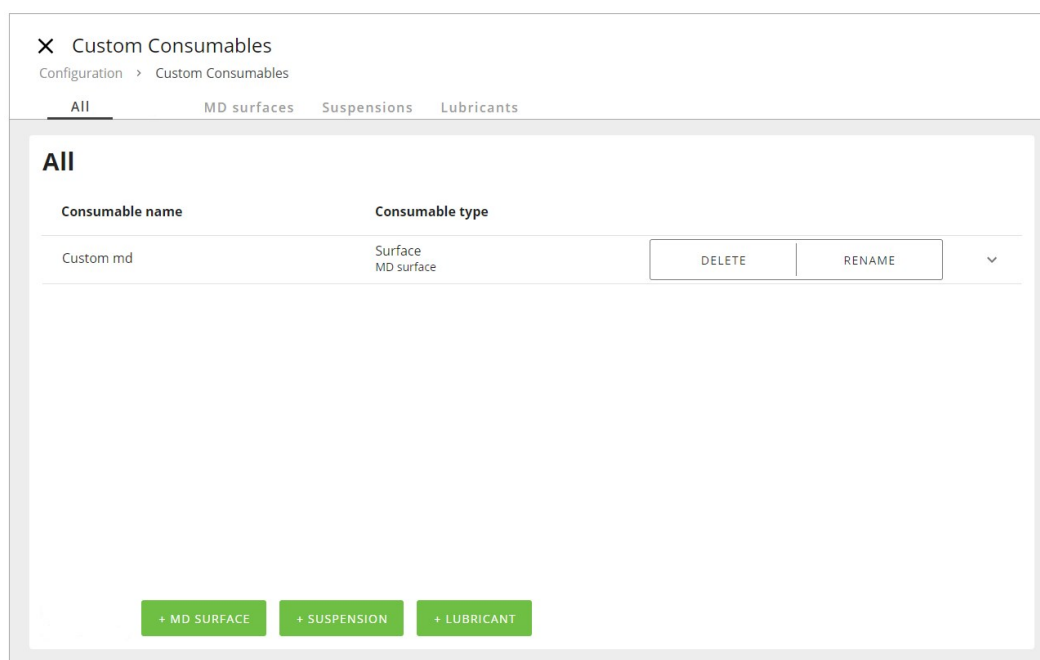 Custom Consumables
Configuration > Custom Consumables
All MD surfaces Suspensions Lubricants
All
Consumable name Consumable type
Custom md Surface DELETE RENAME
MD surface
+ MD SURFACE + SUSPENSION + LUBRICANT